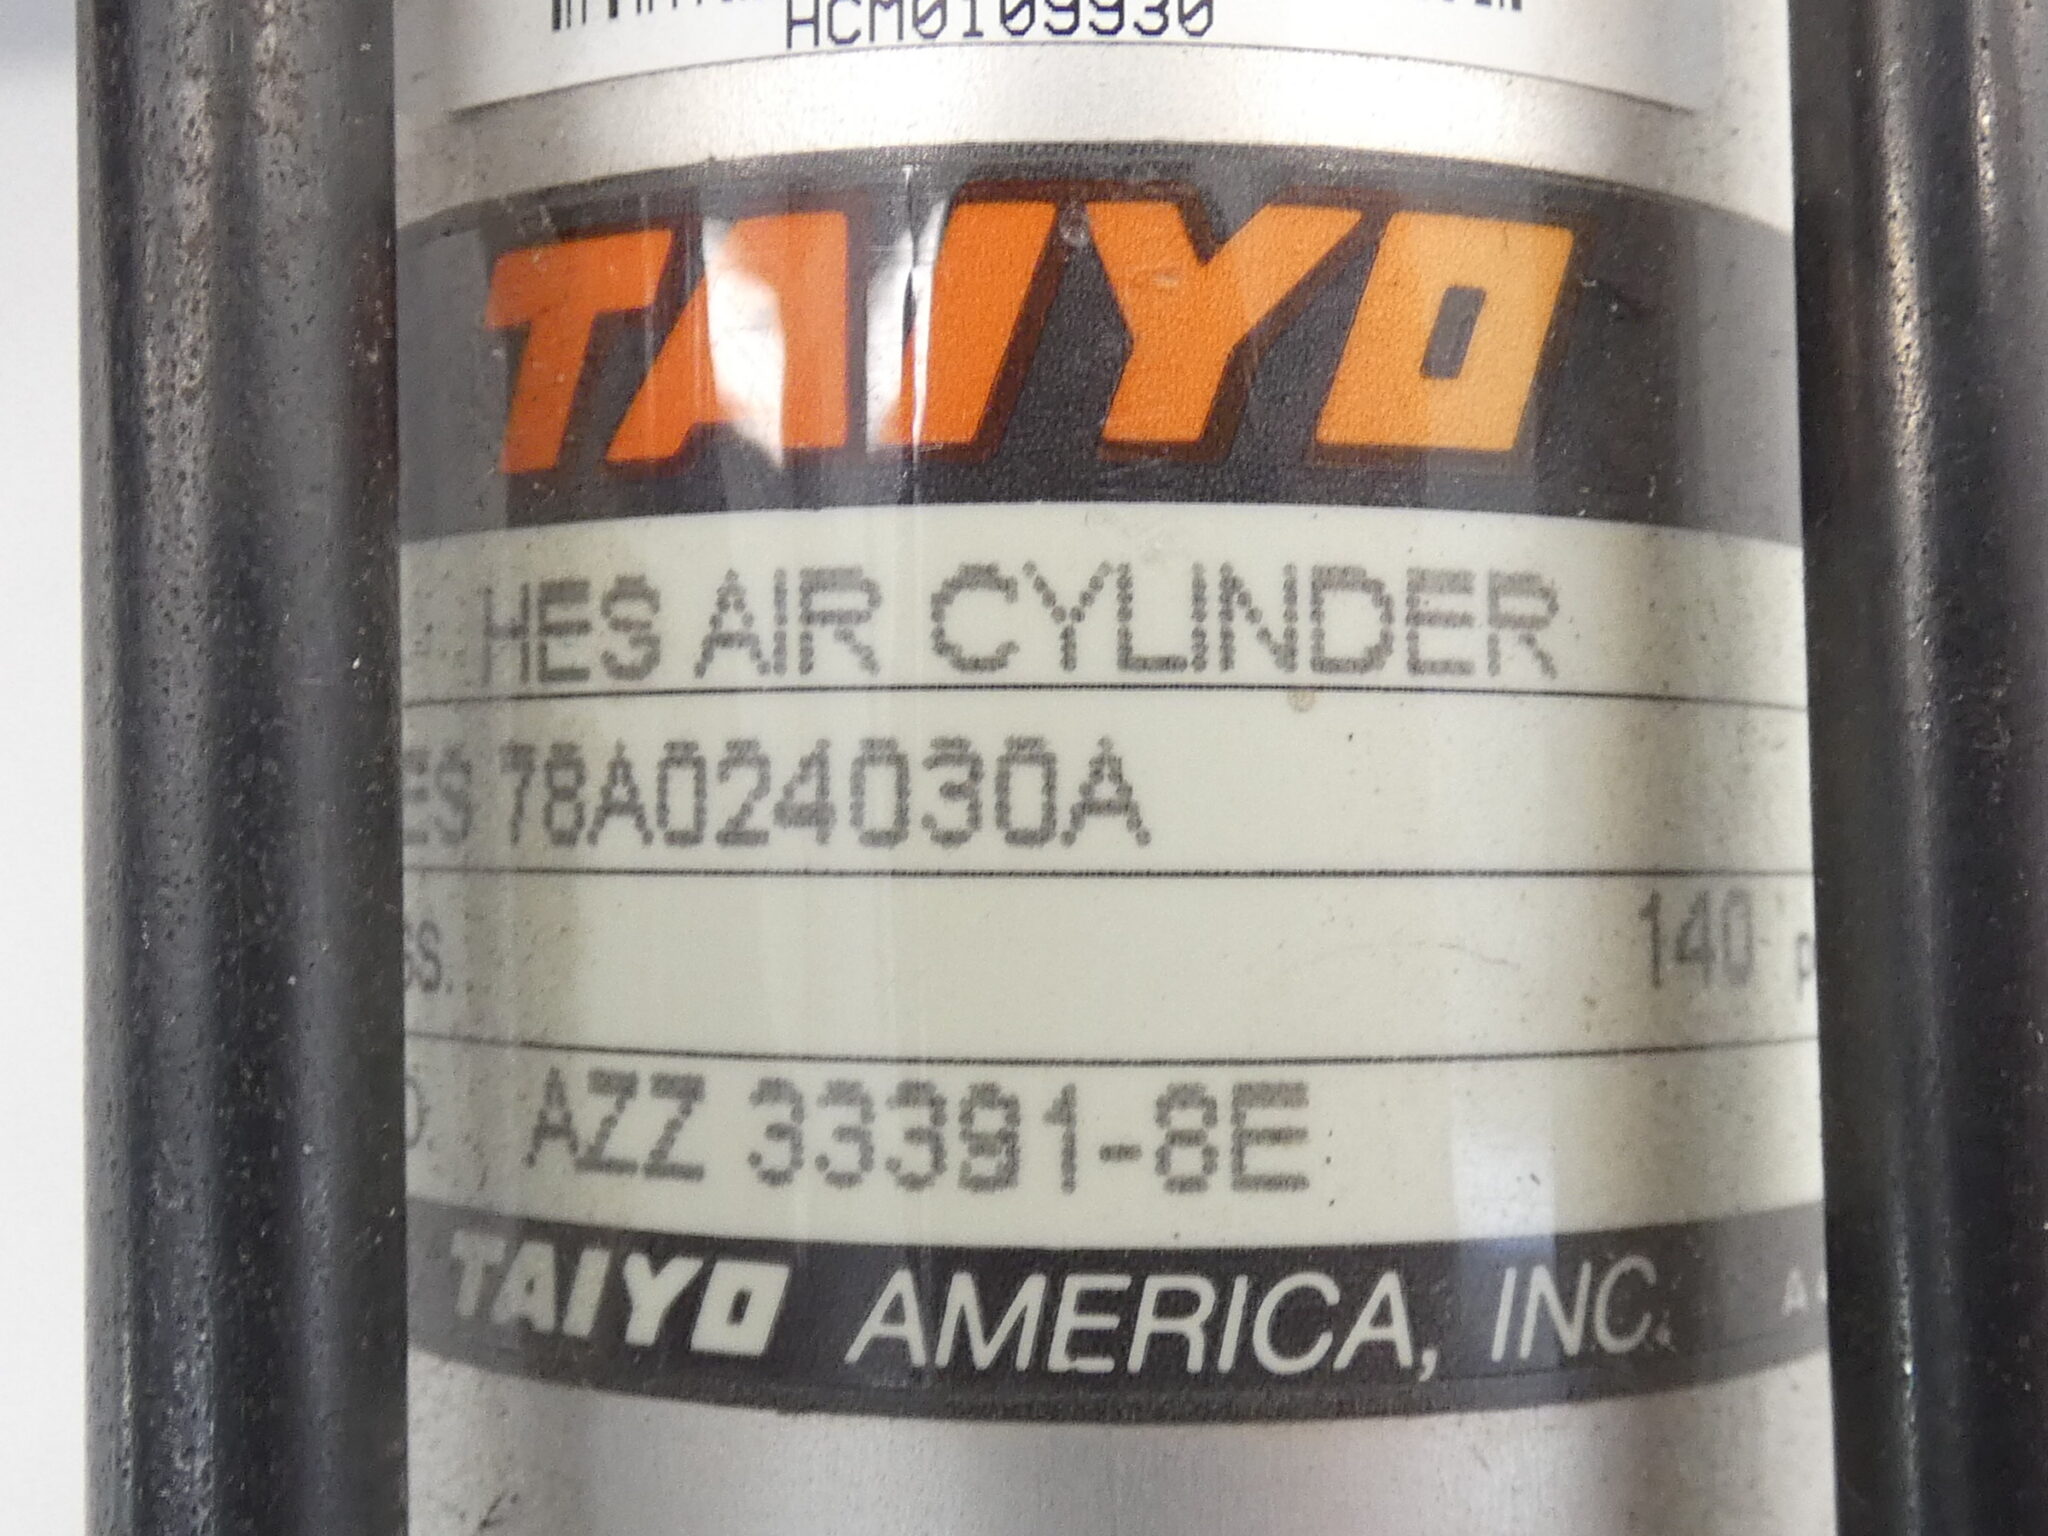 HCM0109930
TAIYO
HES AIR CYLINDER
ES 78A024030A
SS. 140 P
O. AZZ 33391-8E
TAIYO AMERICA, INC.